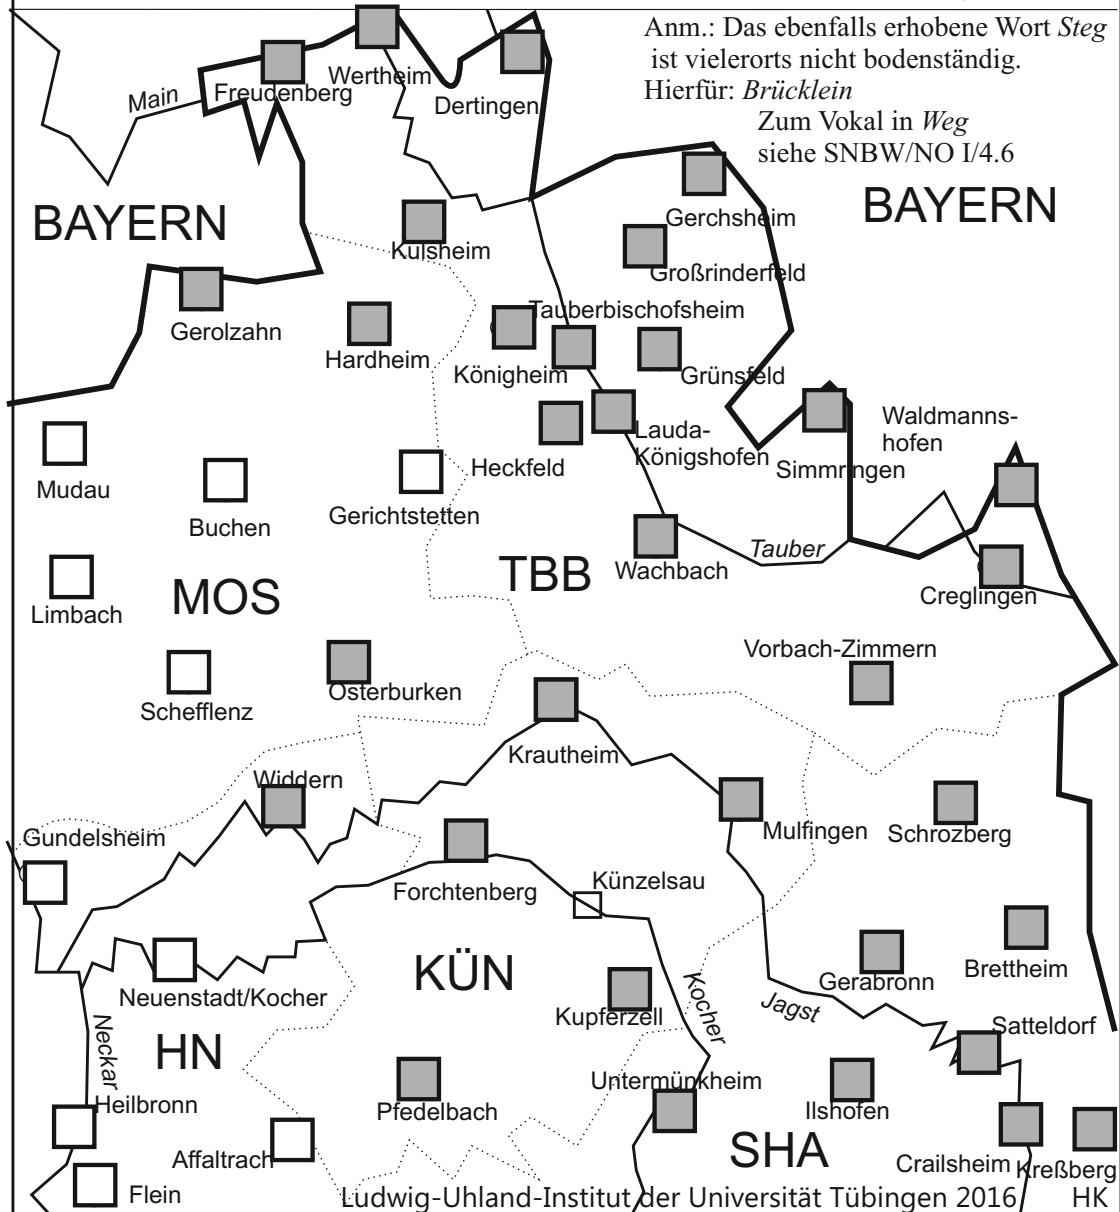 Anm.: Das ebenfalls erhobene Wort Steg
ist vielerorts nicht bodenständig.
Hierfür: Brücklein
Zum Vokal in Weg
siehe SNBW/NO I/4.6
Wertheim
Freudenberg
Main
Dertingen
BAYERN
BAYERN
Gerchsheim
Külsheim
Großrinderfeld
Gerolzahn
Tauberbischofsheim
Hardheim
Königheim
Grünsfeld
Waldmanns-
hofen
Lauda-
Königshofen
Heckfeld
Simmringen
Mudau
Buchen
Gerichtstetten
Tauber
Wachbach
TBB
Creglingen
Limbach
MOS
Vorbach-Zimmern
Osterburken
Schefflenz
Krautheim
Widdern
Mulfingen
Schrozberg
Gundelsheim
Forchtenberg
Künzelsau
KÜN
Brettheim
Gerabronn
Neuenstadt/Kocher
Kocher
Jagst
Kupferzell
Satteldorf
Neckar
HN
Untermünkheim
Heilbronn
Pfedelbach
Ilshofen
SHA
Affaltrach
Crailsheim
Kreßberg
Flein
Ludwig-Uhland-Institut der Universität Tübingen 2016
HK